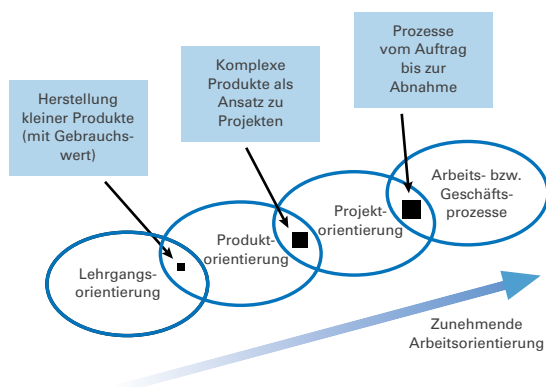 Prozesse
vom Auftrag
bis zur
Abnahme
Komplexe
Produkte als
Ansatz zu
Projekten
Herstellung
kleiner Produkte
(mit Gebrauchs-
wert)
Arbeits- bzw.
Geschäfts-
prozesse
Projekt-
orientierung
Produkt-
orientierung
Lehrgangs-
orientierung
Zunehmende
Arbeitsorientierung